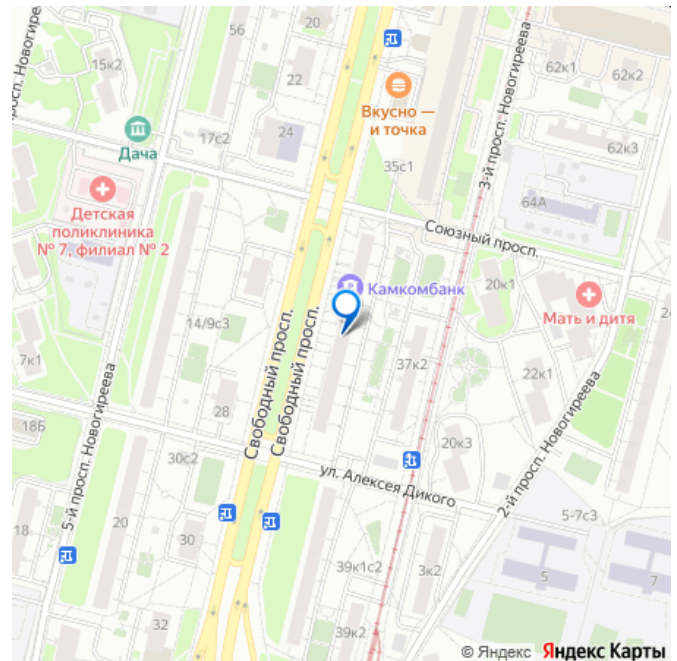 просп. Новогиреева
15к2
56
20
22
62к1
62к2
Вкусно —
и точка
3-й просп. Новогиреева
Дача
17с2
24
62к3
35с1
64А
Детская
поликлиника
№ 7, филиал № 2
Союзный просп.
20к1
Камкомбанк
Мать и дитя
14/9с3
Свободный просп.
Свободный просп.
37к2
7к1
22к1
28
18Б
5-й просп. Новогиреева
30с2
20к3
2-й просп. Новогиреева
ул. Алексея Дикого
5-7с3
18
20
30
39к1с2
3к2
5
7
32
39к2
© Яндекс Яндекс Карты